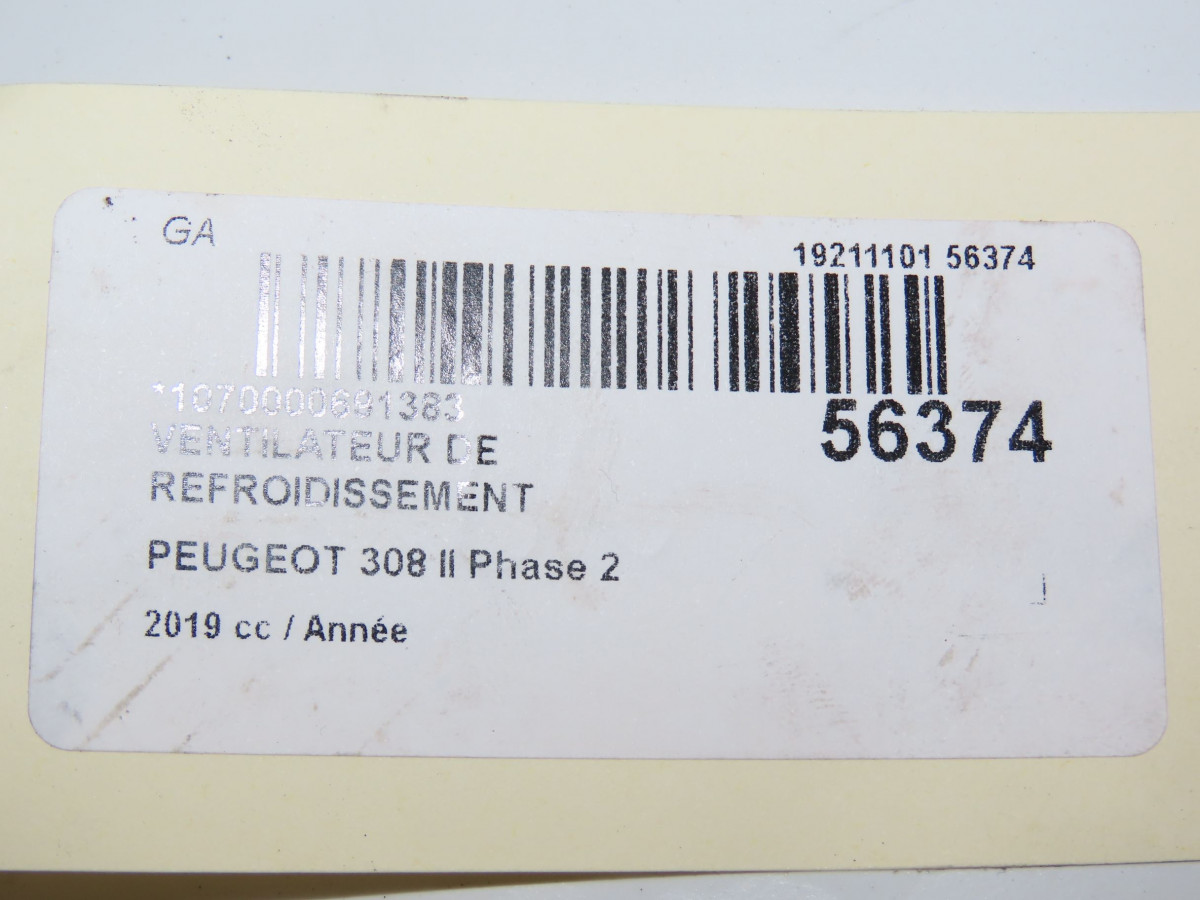 GA
19211101 56374
*1070000691383
56374
VENTILATEUR DE
REFROIDISSEMENT
PEUGEOT 308 II Phase 2
2019 cc / Année